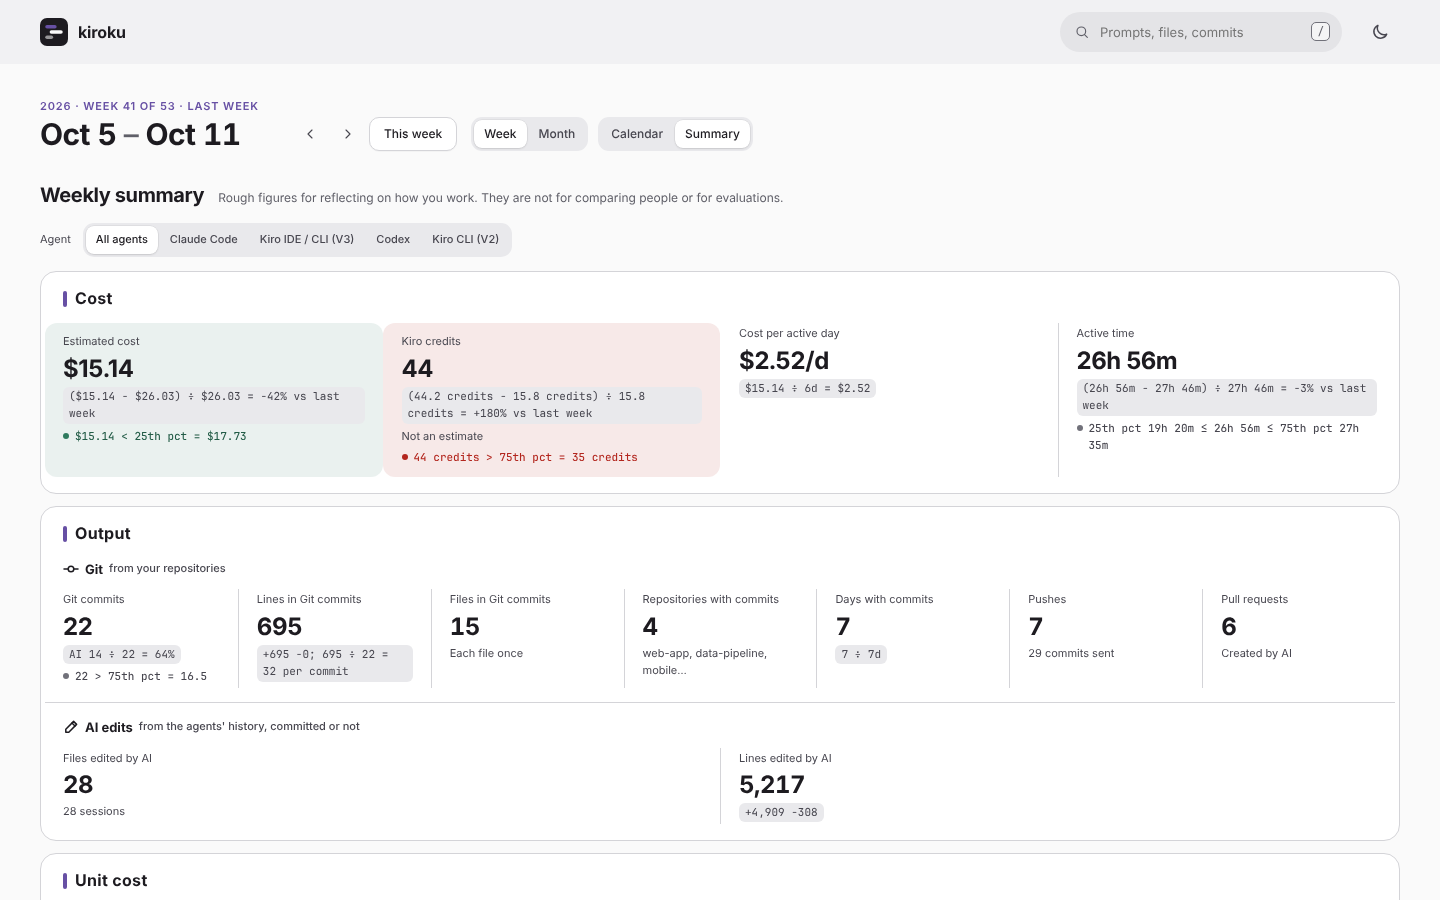 kiroku
Prompts, files, commits
/
2026 · WEEK 41 OF 53 · LAST WEEK
Oct 5 – Oct 11
This week
Week
Month
Calendar
Summary
Weekly summary
Rough figures for reflecting on how you work. They are not for comparing people or for evaluations.
Agent
All agents
Claude Code
Kiro IDE / CLI (V3)
Codex
Kiro CLI (V2)
Cost
Estimated cost
$15.14
($15.14 - $26.03) ÷ $26.03 = -42% vs last
week
$15.14 < 25th pct = $17.73
Kiro credits
44
(44.2 credits - 15.8 credits) ÷ 15.8
credits = +180% vs last week
Not an estimate
44 credits > 75th pct = 35 credits
Cost per active day
$2.52/d
$15.14 ÷ 6d = $2.52
Active time
26h 56m
(26h 56m - 27h 46m) ÷ 27h 46m = -3% vs last
week
25th pct 19h 20m ≤ 26h 56m ≤ 75th pct 27h
35m
Output
Git from your repositories
Git commits
22
AI 14 ÷ 22 = 64%
22 > 75th pct = 16.5
Lines in Git commits
695
+695 -0; 695 ÷ 22 =
32 per commit
Files in Git commits
15
Each file once
Repositories with commits
4
web-app, data-pipeline,
mobile…
Days with commits
7
7 ÷ 7d
Pushes
7
29 commits sent
Pull requests
6
Created by AI
AI edits from the agents' history, committed or not
Files edited by AI
28
28 sessions
Lines edited by AI
5,217
+4,909 -308
Unit cost